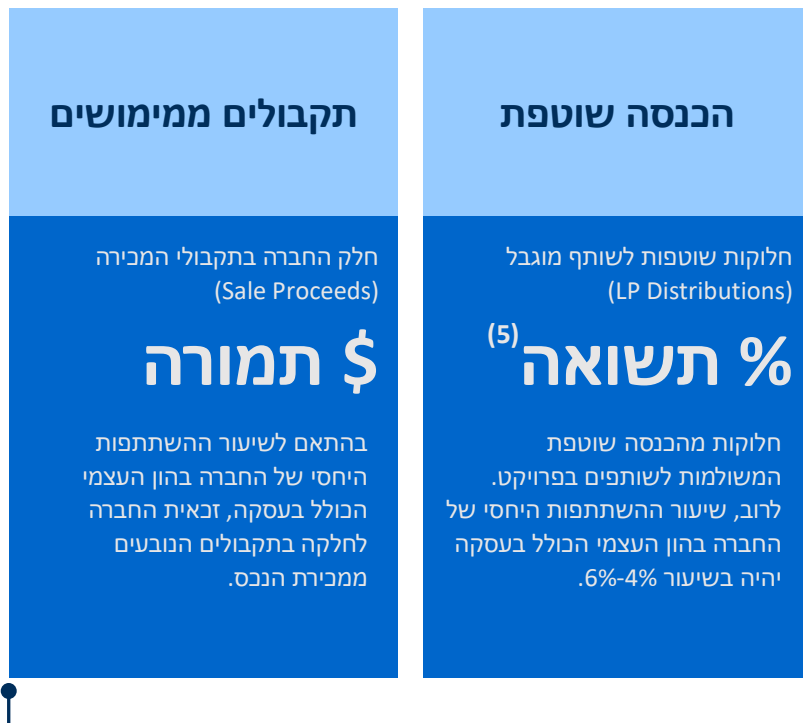 הכנסה שוטפת
חלוקות שוטפות לשותף מוגבל
(LP Distributions)
% תשואה(5)
חלוקות מהכנסה שוטפת
המשולמות לשותפים בפרויקט.
לרוב, שיעור ההשתתפות היחסי של
החברה בהון העצמי הכולל בעסקה
יהיה בשיעור 6%-4%.
תקבולים ממימושים
חלק החברה בתקבולי המכירה
(Sale Proceeds)
$ תמורה
בהתאם לשיעור ההשתתפות
היחסי של החברה בהון העצמי
הכולל בעסקה, זכאית החברה
לחלקה בתקבולים הנובעים
ממכירת הנכס.